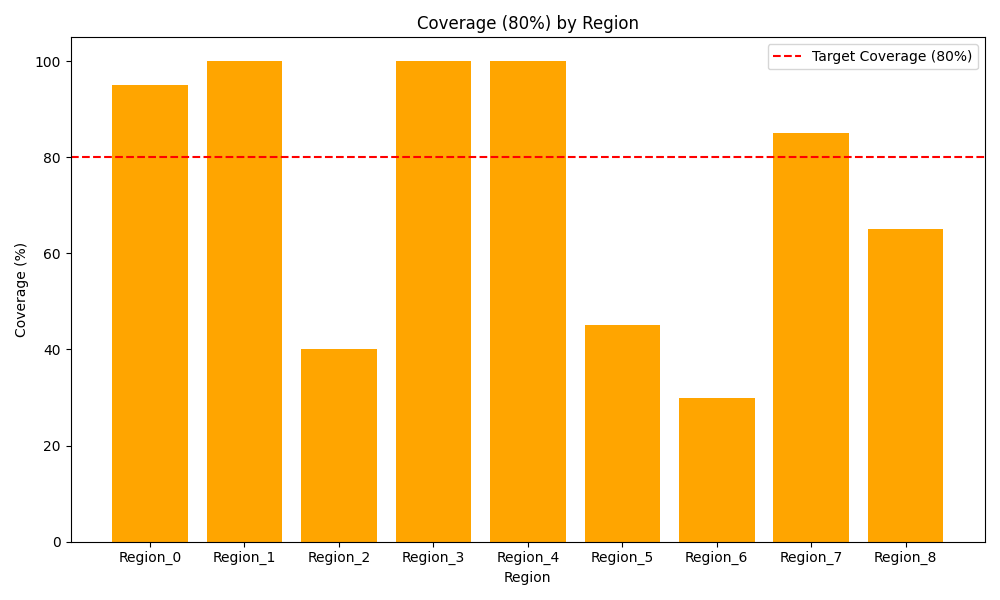 Coverage (80%) by Region
Target Coverage (80%)
Coverage (%)
100
80
60
40
20
0
Region_0 Region_1 Region_2 Region_3 Region_4 Region_5 Region_6 Region_7 Region_8
Region